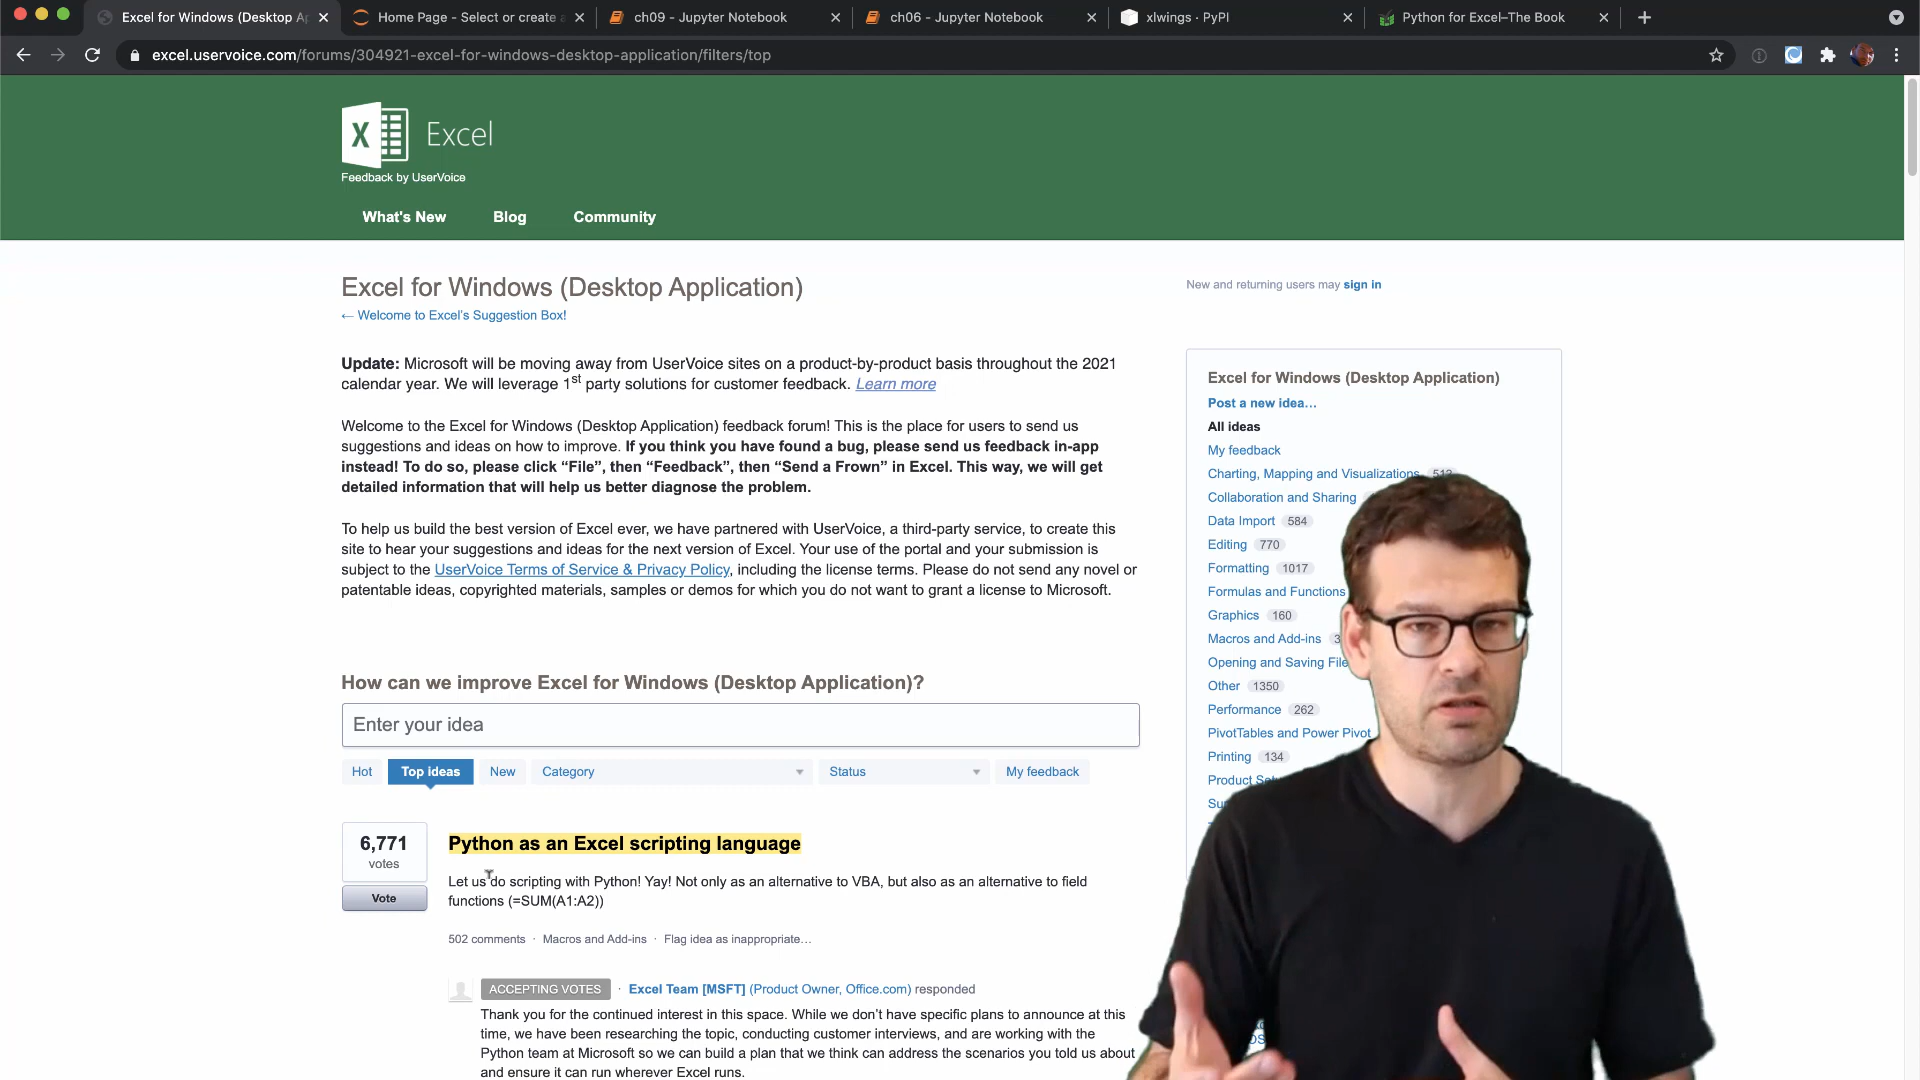 Excel for Windows (Desktop Ap
Home Page - Select or create a
ch09 - Jupyter Notebook
ch06 - Jupyter Notebook
xlwings · PyPI
Python for Excel–The Book
excel.uservoice.com/forums/304921-excel-for-windows-desktop-application/filters/top
Excel
Feedback by UserVoice
What's New
Blog
Community
Excel for Windows (Desktop Application)
← Welcome to Excel's Suggestion Box!
Update: Microsoft will be moving away from UserVoice sites on a product-by-product basis throughout the 2021
calendar year. We will leverage 1st party solutions for customer feedback. Learn more
Welcome to the Excel for Windows (Desktop Application) feedback forum! This is the place for users to send us
suggestions and ideas on how to improve. If you think you have found a bug, please send us feedback in-app
instead! To do so, please click “File”, then “Feedback”, then “Send a Frown” in Excel. This way, we will get
detailed information that will help us better diagnose the problem.
To help us build the best version of Excel ever, we have partnered with UserVoice, a third-party service, to create this
site to hear your suggestions and ideas for the next version of Excel. Your use of the portal and your submission is
subject to the UserVoice Terms of Service & Privacy Policy, including the license terms. Please do not send any novel or
patentable ideas, copyrighted materials, samples or demos for which you do not want to grant a license to Microsoft.
How can we improve Excel for Windows (Desktop Application)?
Enter your idea
Hot
Top ideas
New
Category
Status
My feedback
6,771
votes
Vote
Python as an Excel scripting language
Let us do scripting with Python! Yay! Not only as an alternative to VBA, but also as an alternative to field
functions (=SUM(A1:A2))
502 comments · Macros and Add-ins · Flag idea as inappropriate…
ACCEPTING VOTES · Excel Team [MSFT] (Product Owner, Office.com) responded
Thank you for the continued interest in this space. While we don’t have specific plans to announce at this
time, we have been researching the topic, conducting customer interviews, and are working with the
Python team at Microsoft so we can build a plan that we think can address the scenarios you told us about
and ensure it can run wherever Excel runs.
New and returning users may sign in
Excel for Windows (Desktop Application)
Post a new idea…
All ideas
My feedback
Charting, Mapping and Visualizations 512
Collaboration and Sharing
Data Import 584
Editing 770
Formatting 1017
Formulas and Functions
Graphics 160
Macros and Add-ins 3
Opening and Saving File
Other 1350
Performance 262
PivotTables and Power Pivot
Printing 134
Product